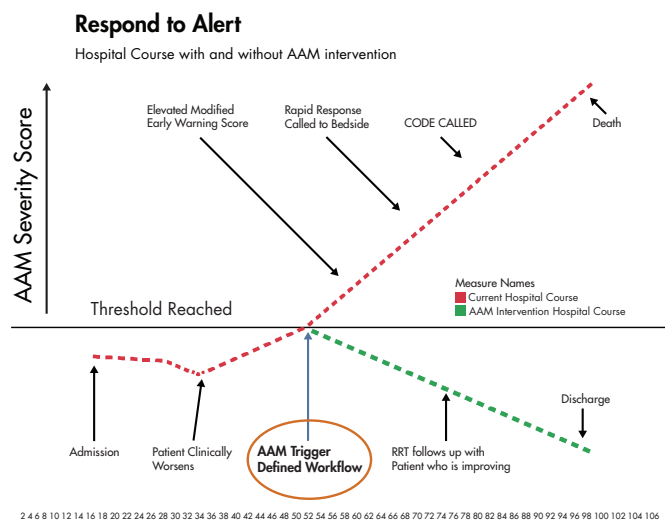 Respond to Alert
Hospital Course with and without AAM intervention
AAM Severity Score
Elevated Modified
Early Warning Score
Rapid Response
Called to Bedside
CODE CALLED
Death
Measure Names
Current Hospital Course
AAM Intervention Hospital Course
Threshold Reached
Admission
Patient Clinically
Worsens
AAM Trigger
Defined Workflow
RRT follows up with
Patient who is improving
Discharge
2 4 6 8 10 12 14 16 18 20 22 24 26 28 30 32 34 36 38 40 42 44 46 48 50 52 54 56 58 60 62 64 66 68 70 72 74 76 78 80 82 84 86 88 90 92 94 96 98 100 102 104 106